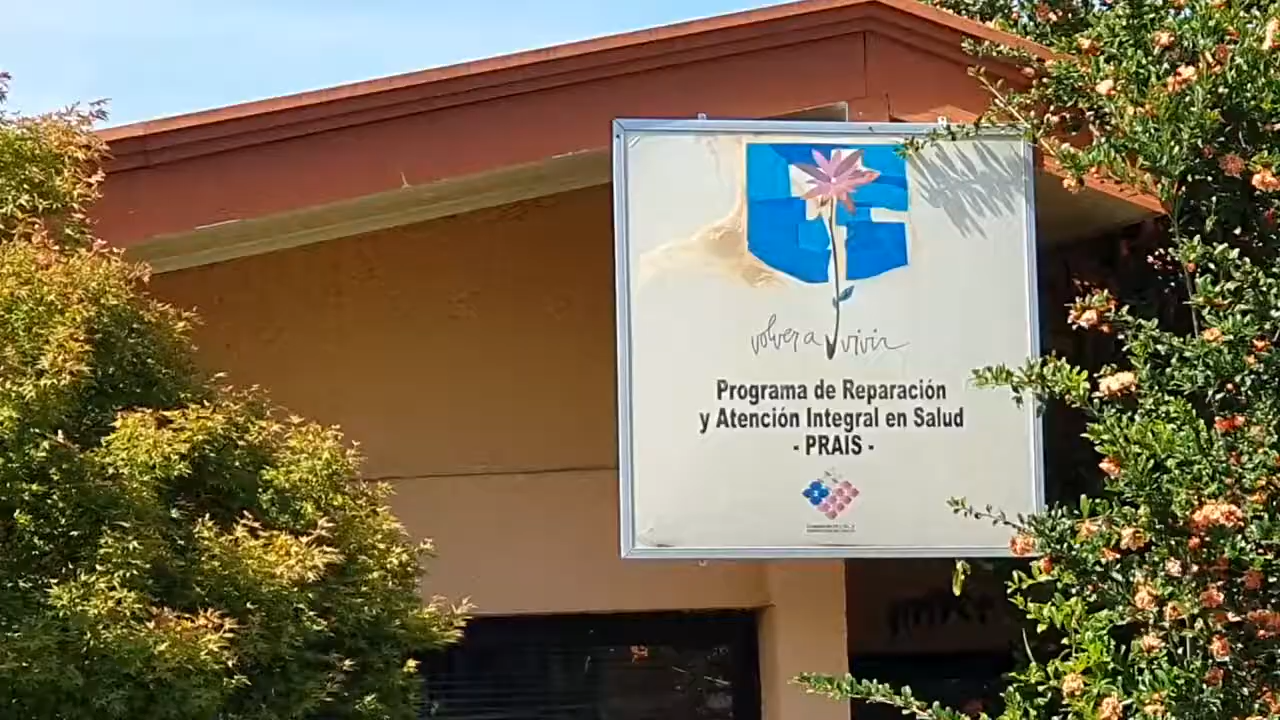 volver a vivir
Programa de Reparación
y Atención Integral en Salud
- PRAIS -